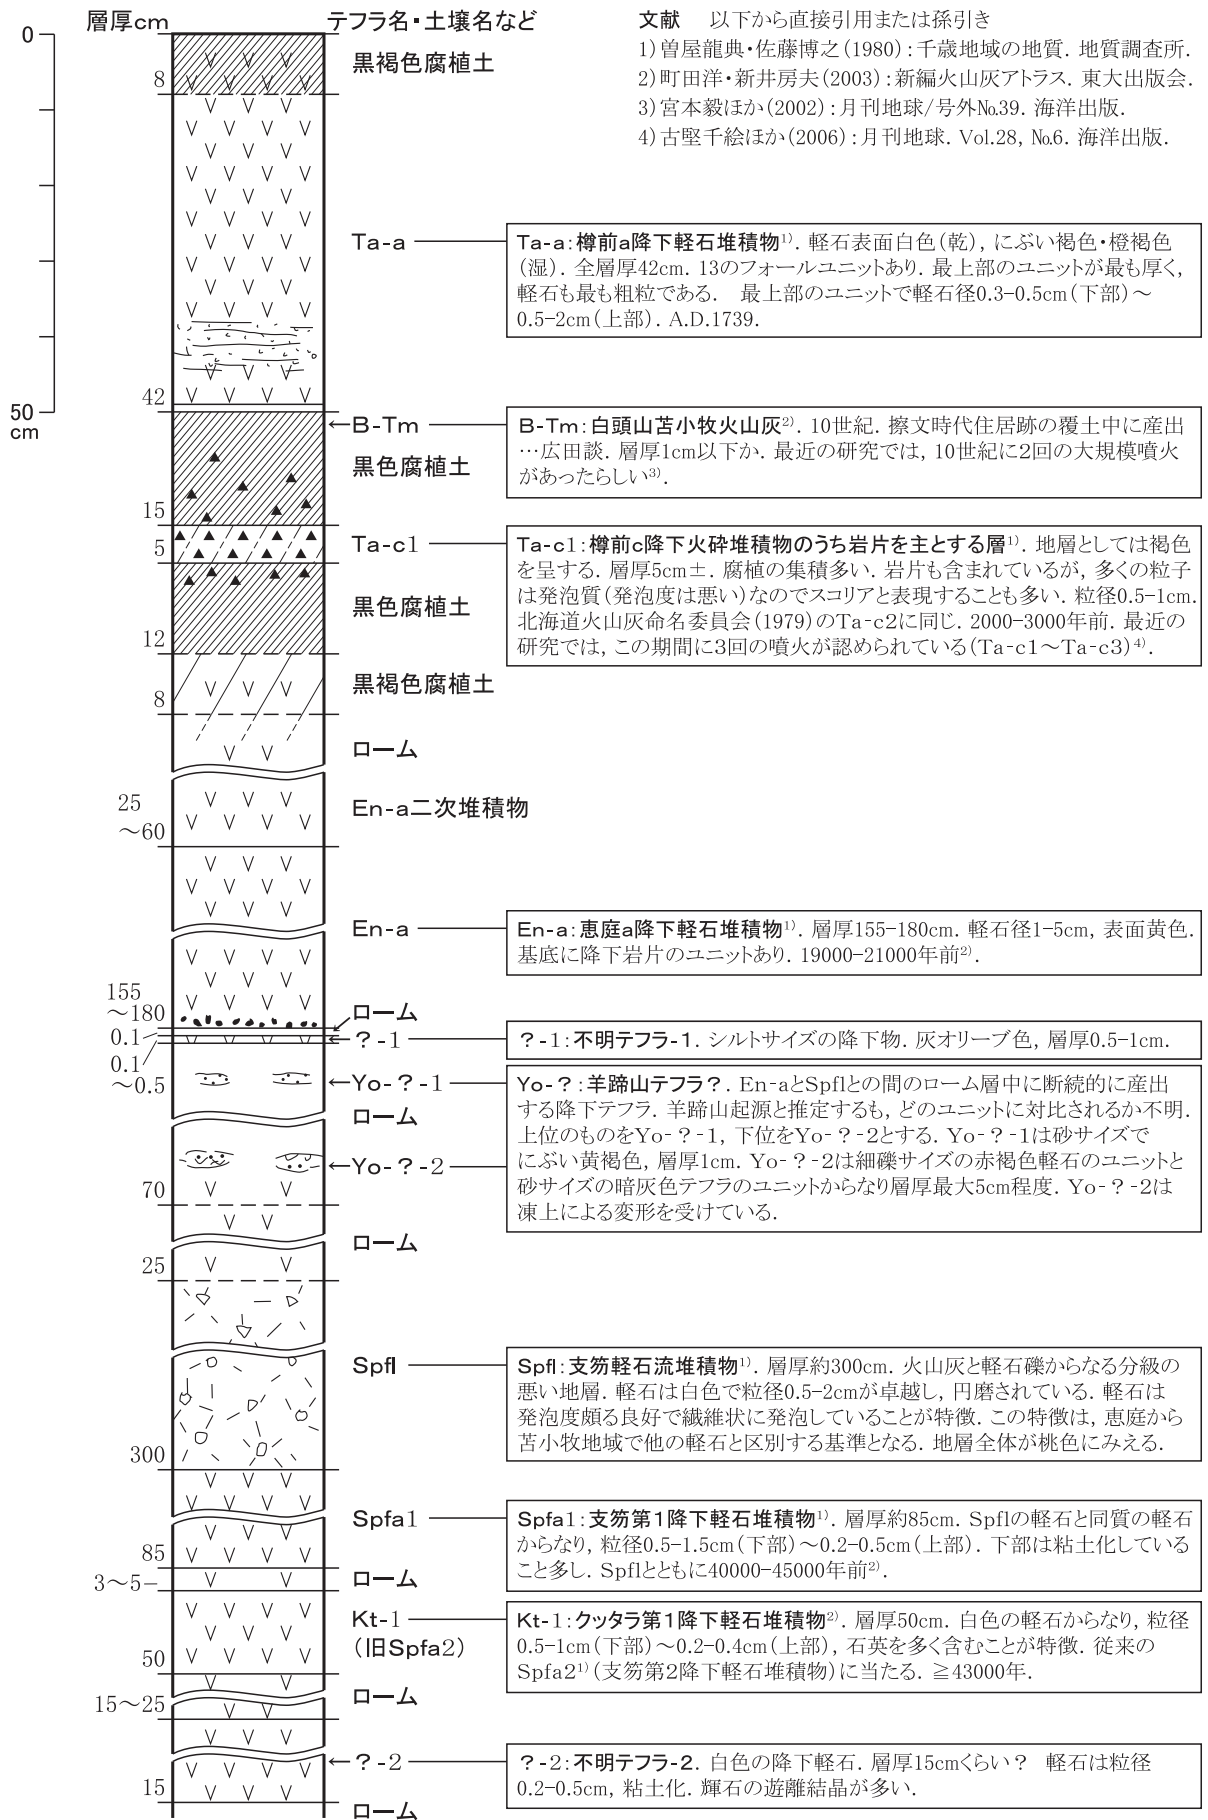 層厚cm
テフラ名・土壌名など
0
50
cm
文献　以下から直接引用または孫引き
1)曽屋龍典・佐藤博之(1980):千歳地域の地質. 地質調査所.
2)町田洋・新井房夫(2003):新編火山灰アトラス. 東大出版会.
3)宮本毅ほか(2002):月刊地球/号外No.39. 海洋出版.
4)古堅千絵ほか(2006):月刊地球. Vol.28, No.6. 海洋出版.
8
黒褐色腐植土
42
Ta-a
Ta-a:樽前a降下軽石堆積物1). 軽石表面白色(乾), にぶい褐色・橙褐色
(湿). 全層厚42cm. 13のフォールユニットあり. 最上部のユニットが最も厚く,
軽石も最も粗粒である.　最上部のユニットで軽石径0.3-0.5cm(下部)～
0.5-2cm(上部). A.D.1739.
←B-Tm
B-Tm:白頭山苫小牧火山灰2). 10世紀. 擦文時代住居跡の覆土中に産出
…広田談. 層厚1cm以下か. 最近の研究では, 10世紀に2回の大規模噴火
があったらしい3).
15
黒色腐植土
5
Ta-c1
Ta-c1:樽前c降下火砕堆積物のうち岩片を主とする層1). 地層としては褐色
を呈する. 層厚5cm±. 腐植の集積多い. 岩片も含まれているが, 多くの粒子
は発泡質(発泡度は悪い)なのでスコリアと表現することも多い. 粒径0.5-1cm.
北海道火山灰命名委員会(1979)のTa-c2に同じ. 2000-3000年前. 最近の
研究では, この期間に3回の噴火が認められている(Ta-c1～Ta-c3)4).
12
黒色腐植土
8
黒褐色腐植土
ローム
25
～60
En-a二次堆積物
155
～180
En-a
En-a:恵庭a降下軽石堆積物1). 層厚155-180cm. 軽石径1-5cm, 表面黄色.
基底に降下岩片のユニットあり. 19000-21000年前2).
0.1
ローム
0.1
～0.5
←?-1
?-1:不明テフラ-1. シルトサイズの降下物. 灰オリーブ色, 層厚0.5-1cm.
←Yo-?-1
ローム
←Yo-?-2
Yo-?:羊蹄山テフラ?. En-aとSpflとの間のローム層中に断続的に産出
する降下テフラ. 羊蹄山起源と推定するも, どのユニットに対比されるか不明.
上位のものをYo-?-1, 下位をYo-?-2とする. Yo-?-1は砂サイズで
にぶい黄褐色, 層厚1cm. Yo-?-2は細礫サイズの赤褐色軽石のユニットと
砂サイズの暗灰色テフラのユニットからなり層厚最大5cm程度. Yo-?-2は
凍上による変形を受けている.
70
25
ローム
300
Spfl
Spfl:支笏軽石流堆積物1). 層厚約300cm. 火山灰と軽石礫からなる分級の
悪い地層. 軽石は白色で粒径0.5-2cmが卓越し, 円磨されている. 軽石は
発泡度頗る良好で繊維状に発泡していることが特徴. この特徴は, 恵庭から
苫小牧地域で他の軽石と区別する基準となる. 地層全体が桃色にみえる.
85
Spfa1
Spfa1:支笏第1降下軽石堆積物1). 層厚約85cm. Spflの軽石と同質の軽石
からなり, 粒径0.5-1.5cm(下部)～0.2-0.5cm(上部). 下部は粘土化している
こと多し. Spflとともに40000-45000年前2).
3～5
ローム
50
Kt-1
(旧Spfa2)
Kt-1:クッタラ第1降下軽石堆積物2). 層厚50cm. 白色の軽石からなり, 粒径
0.5-1cm(下部)～0.2-0.4cm(上部), 石英を多く含むことが特徴. 従来の
Spfa21)(支笏第2降下軽石堆積物)に当たる. ≧43000年.
15～25
ローム
15
←?-2
?-2:不明テフラ-2. 白色の降下軽石. 層厚15cmくらい?　軽石は粒径
0.2-0.5cm, 粘土化. 輝石の遊離結晶が多い.
ローム